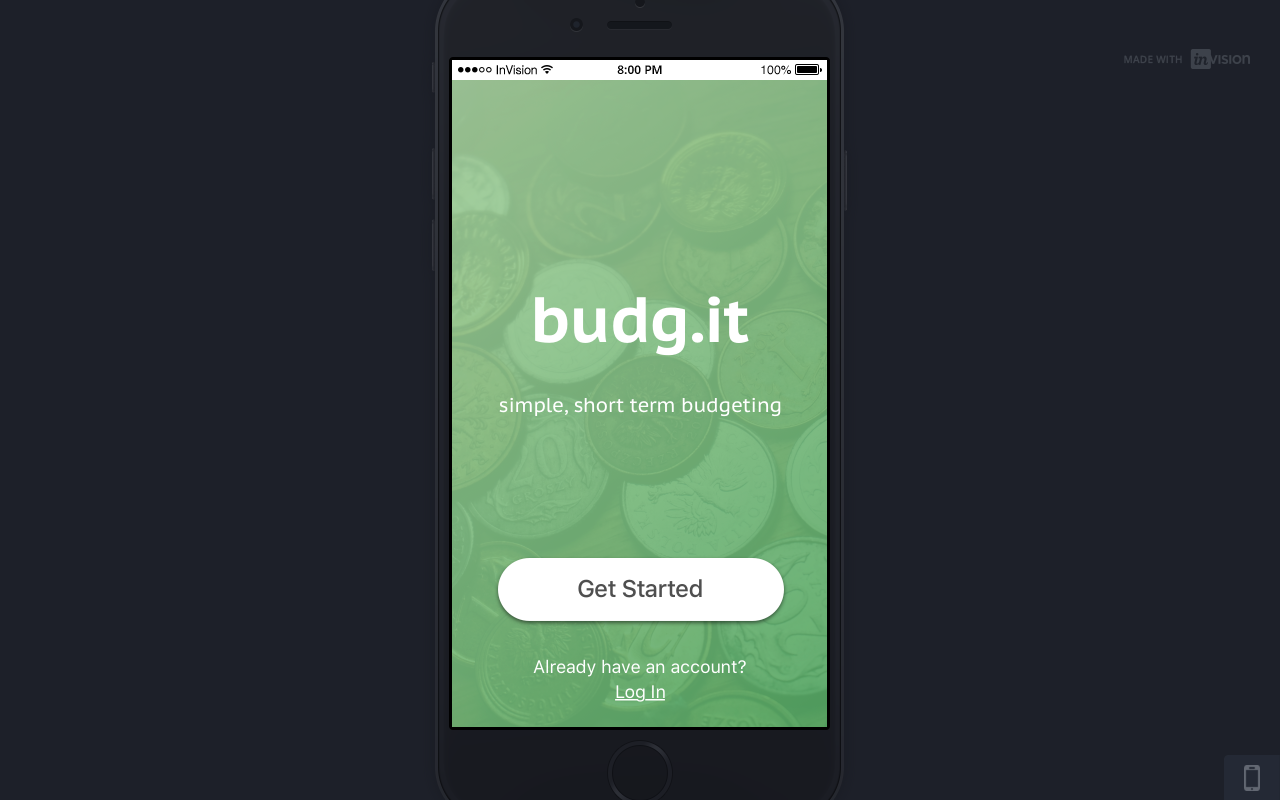 ●●●○○ InVision 8:00 PM 100%
MADE WITH inVISION
budg.it
simple, short term budgeting
Get Started
Already have an account?
Log In